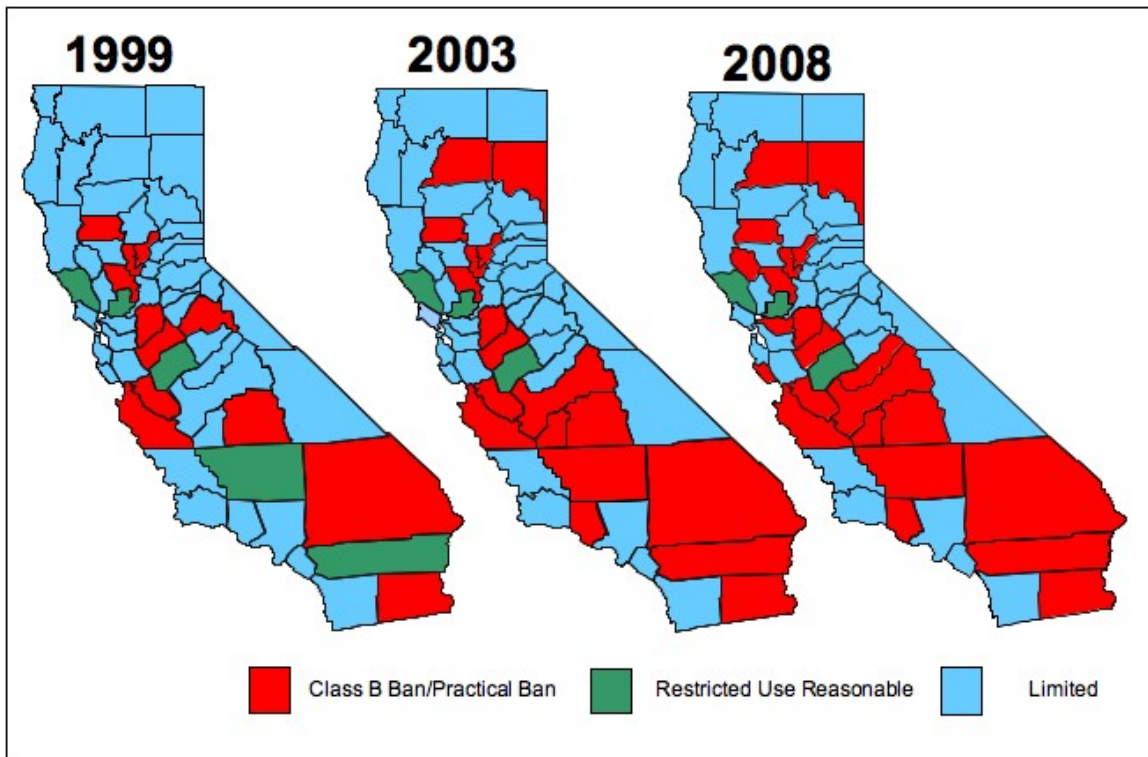 1999
2003
2008
Class B Ban/Practical Ban
Restricted Use Reasonable
Limited